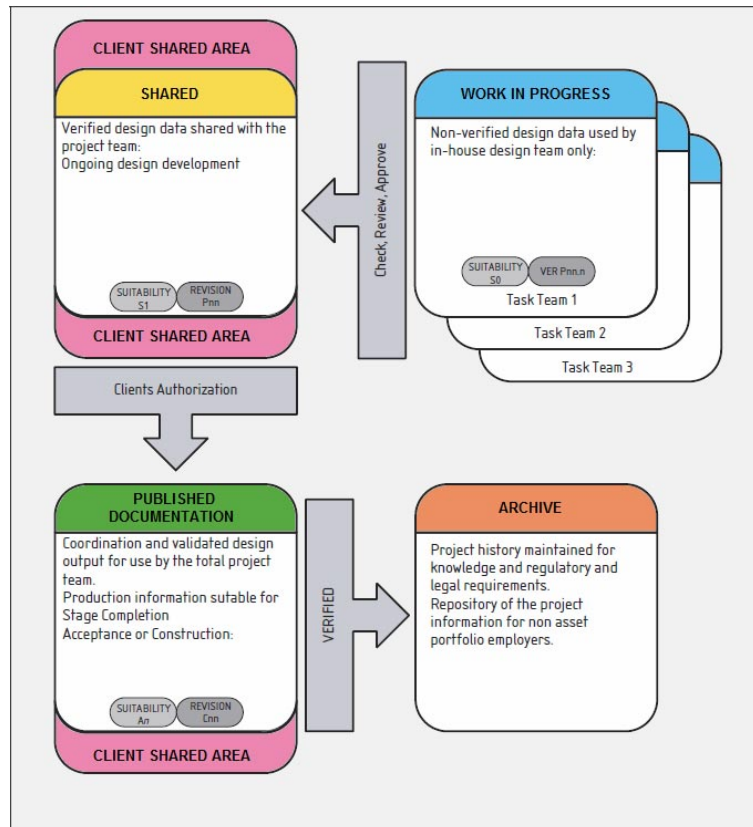 CLIENT SHARED AREA
SHARED
Verified design data shared with the
project team:
Ongoing design development
SUITABILITY
S1
REVISION
Pnn
CLIENT SHARED AREA
Check, Review, Approve
WORK IN PROGRESS
Non-verified design data used by
in-house design team only:
SUITABILITY
S0
VER Pnn.n
Task Team 1
Task Team 2
Task Team 3
Clients Authorization
PUBLISHED
DOCUMENTATION
Coordination and validated design
output for use by the total project
team.
Production information sutable for
Stage Completion
Acceptance or Construction:
SUITABILITY
An
REVISION
Cnn
CLIENT SHARED AREA
VERIFIED
ARCHIVE
Project history maintained for
knowledge and regulatory and
legal requirements.
Repository of the project
information for non asset
portfolio employers.